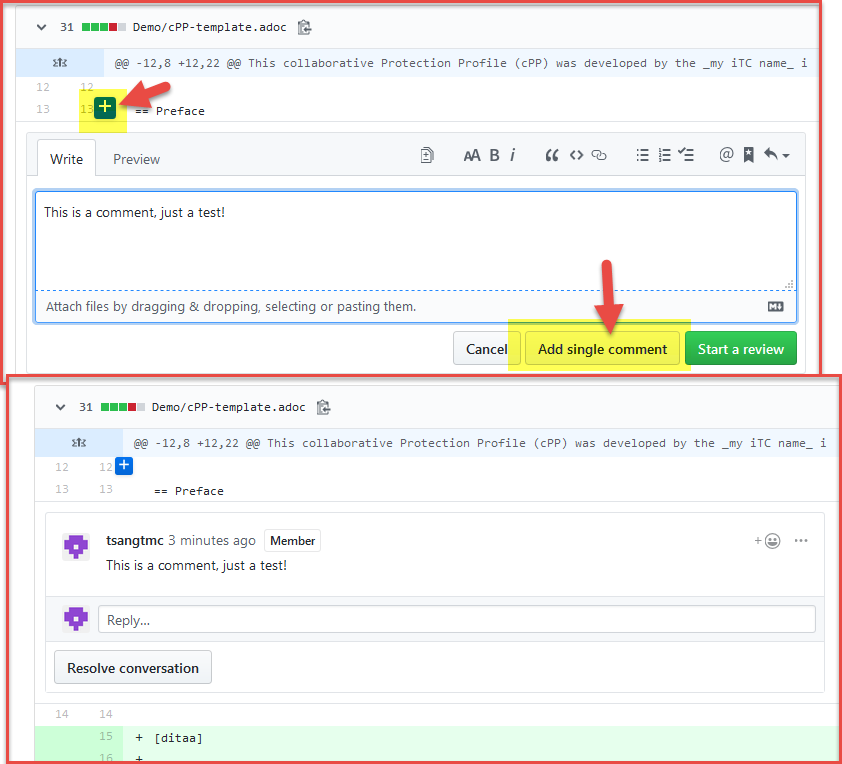 31 Demo/cPP-template.adoc
@@ -12,8 +12,22 @@ This collaborative Protection Profile (cPP) was developed by the _my iTC name_ i
12 12
13 13 + == Preface
Write Preview AA B i
This is a comment, just a test!
Attach files by dragging & dropping, selecting or pasting them.
Cancel Add single comment Start a review
31 Demo/cPP-template.adoc
@@ -12,8 +12,22 @@ This collaborative Protection Profile (cPP) was developed by the _my iTC name_ i
12 12 +
13 13 == Preface
tsangtmc 3 minutes ago Member
This is a comment, just a test!
Reply...
Resolve conversation
14 14
15 + [ditaa]
16 +